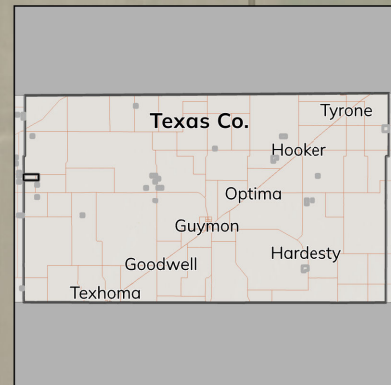 Texas Co.
Tyrone
Hooker
Optima
Guymon
Hardesty
Goodwell
Texhoma